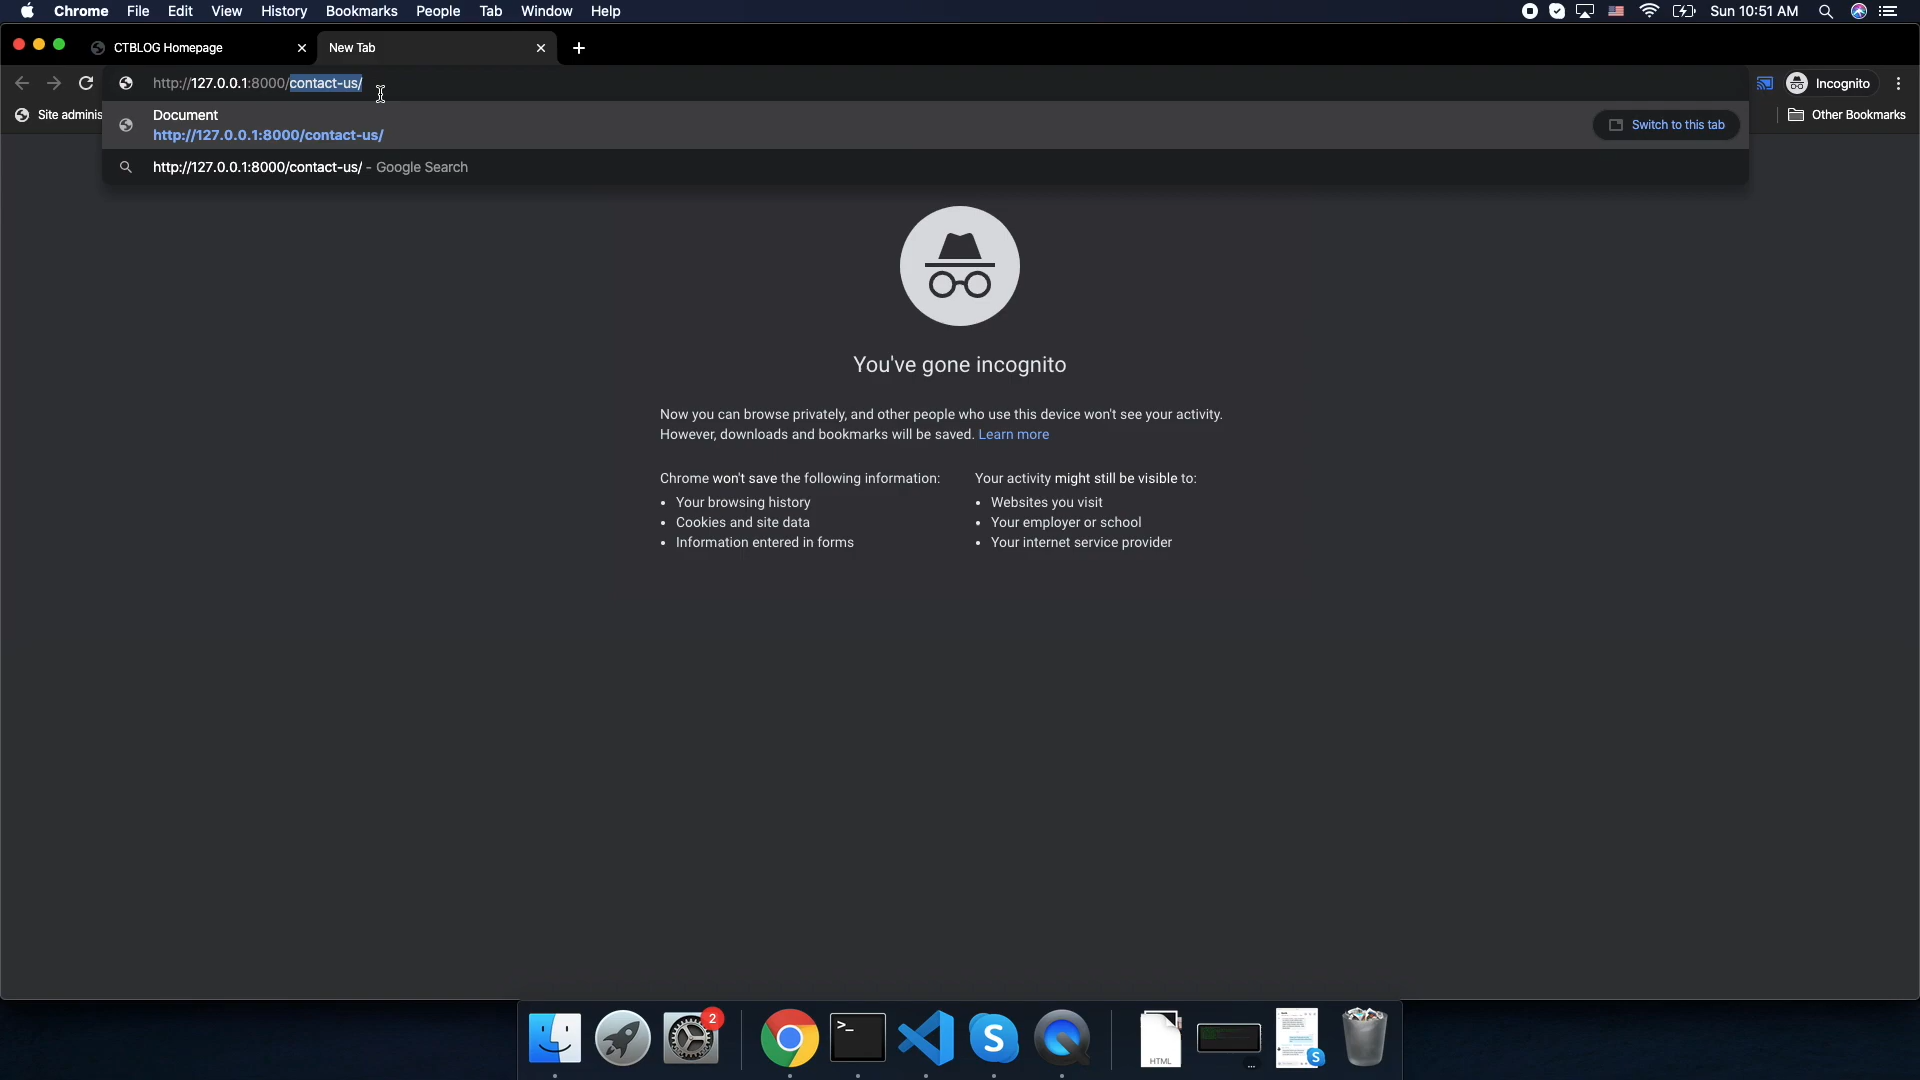 Chrome File Edit View History Bookmarks People Tab Window Help Sun 10:51 AM
CTBLOG Homepage New Tab
http://127.0.0.1:8000/contact-us/ Incognito
Site adminis Other Bookmarks
Document
http://127.0.0.1:8000/contact-us/ Switch to this tab
http://127.0.0.1:8000/contact-us/ - Google Search
You've gone incognito
Now you can browse privately, and other people who use this device won't see your activity.
However, downloads and bookmarks will be saved. Learn more
Chrome won't save the following information:
• Your browsing history
• Cookies and site data
• Information entered in forms
Your activity might still be visible to:
• Websites you visit
• Your employer or school
• Your internet service provider
2
>_
S
HTML
...
S